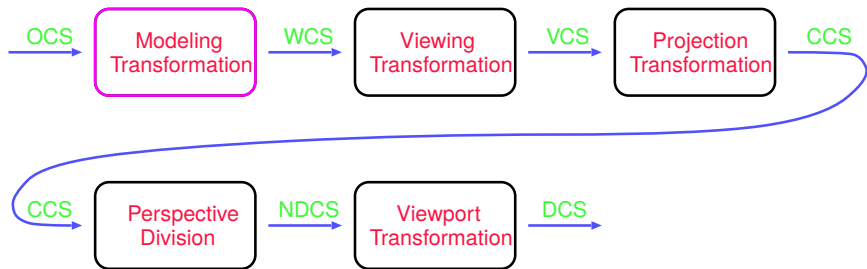 OCS
Modeling
Transformation
WCS
Viewing
Transformation
VCS
Projection
Transformation
CCS
CCS
Perspective
Division
NDCS
Viewport
Transformation
DCS